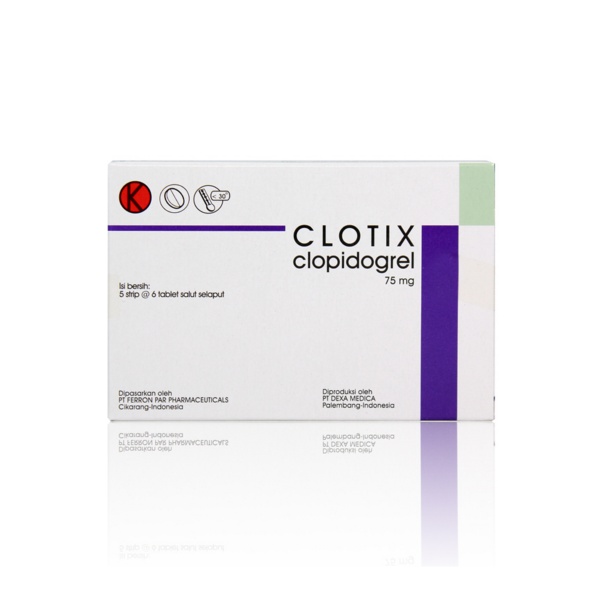 K
< 30°
CLOTIX
clopidogrel
75 mg
Isi bersih:
5 strip @ 6 tablet salut selaput
Dipasarkan oleh
PT FERRON PAR PHARMACEUTICALS
Cikarang-Indonesia
Diproduksi oleh
PT DEXA MEDICA
Palembang-Indonesia